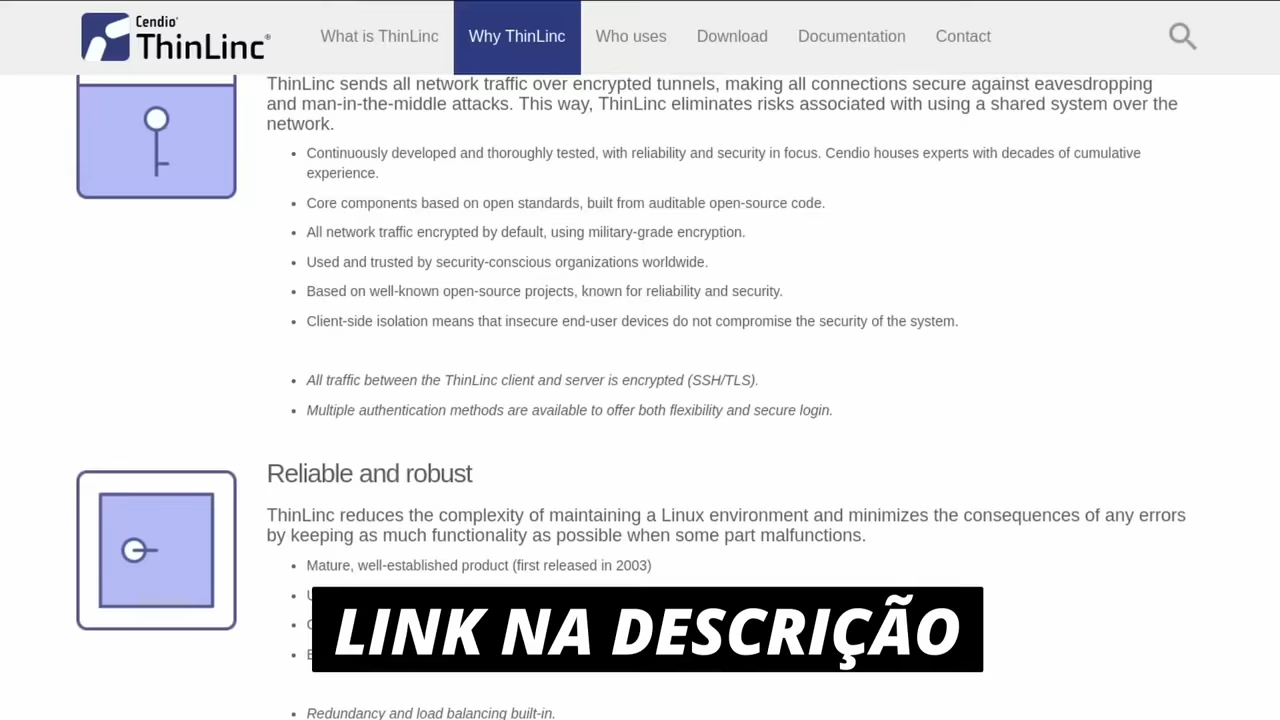 Cendio®
ThinLinc®
What is ThinLinc
Why ThinLinc
Who uses
Download
Documentation
Contact
ThinLinc sends all network traffic over encrypted tunnels, making all connections secure against eavesdropping
and man-in-the-middle attacks. This way, ThinLinc eliminates risks associated with using a shared system over the
network.
• Continuously developed and thoroughly tested, with reliability and security in focus. Cendio houses experts with decades of cumulative
experience.
• Core components based on open standards, built from auditable open-source code.
• All network traffic encrypted by default, using military-grade encryption.
• Used and trusted by security-conscious organizations worldwide.
• Based on well-known open-source projects, known for reliability and security.
• Client-side isolation means that insecure end-user devices do not compromise the security of the system.
• All traffic between the ThinLinc client and server is encrypted (SSH/TLS).
• Multiple authentication methods are available to offer both flexibility and secure login.
Reliable and robust
ThinLinc reduces the complexity of maintaining a Linux environment and minimizes the consequences of any errors
by keeping as much functionality as possible when some part malfunctions.
• Mature, well-established product (first released in 2003)
LINK NA DESCRIÇÃO
• Redundancy and load balancing built-in.